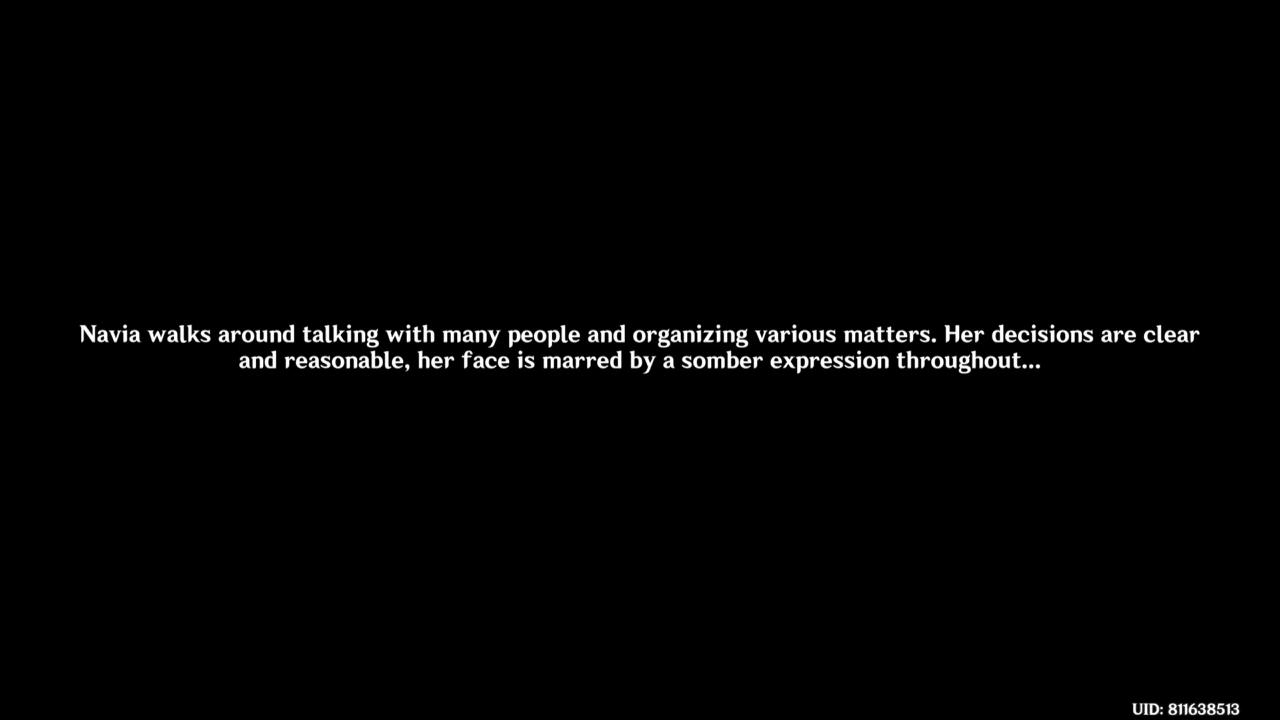 Navia walks around talking with many people and organizing various matters. Her decisions are clear
and reasonable, her face is marred by a somber expression throughout...
UID: 811638513